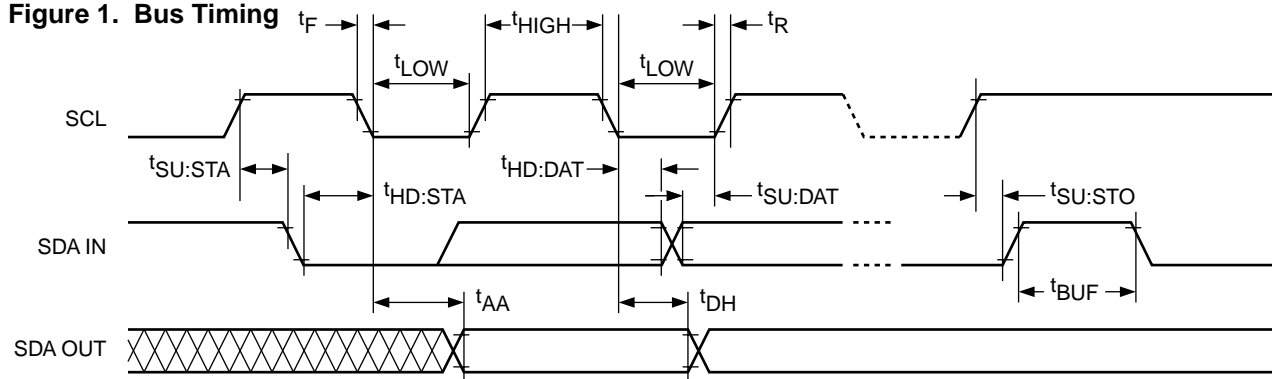 Figure 1. Bus Timing
tF
tHIGH
tR
tLOW
tLOW
SCL
tSU:STA
tHD:STA
tHD:DAT
tSU:DAT
tSU:STO
SDA IN
tBUF
tAA
tDH
SDA OUT